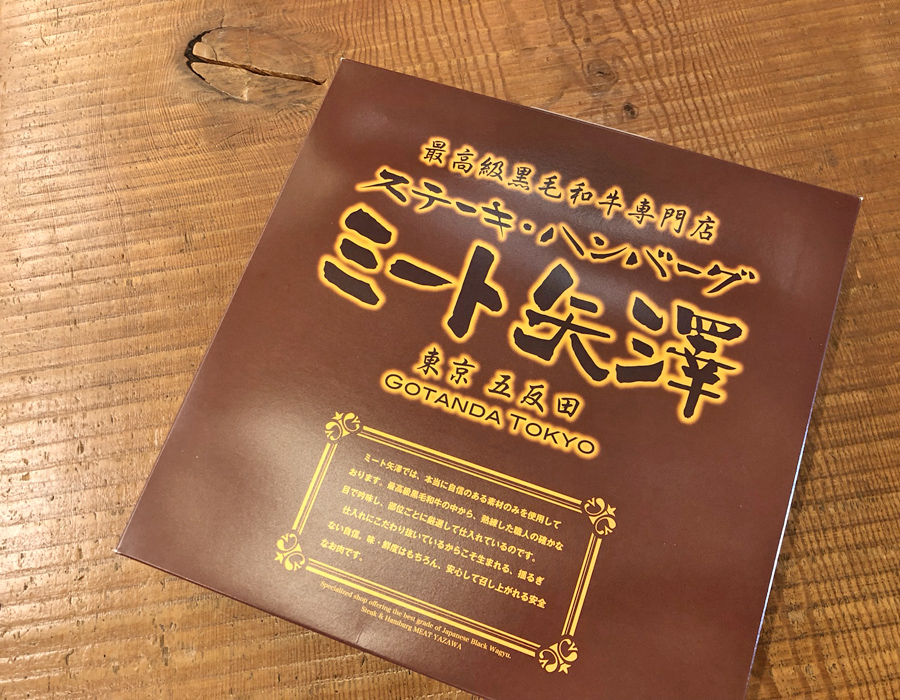 最高級黒毛和牛専門店
ステーキ・ハンバーグ
ミート矢澤
東京 五反田
GOTANDA TOKYO
ミート矢澤では、本当に自信のある素材のみを使用して
おります。最高級黒毛和牛の中から、熟練した職人の確かな
目で吟味し、部位ごとに厳選して仕入れているのです。
仕入れにこだわり抜いているからこそ生まれる、揺るぎ
ない自信。味・鮮度はもちろん、安心して召し上がれる安全
なお肉です。
Specialized shop offering the best grade of Japanese Black Wagyu.
Steak & Hamburg MEAT YAZAWA